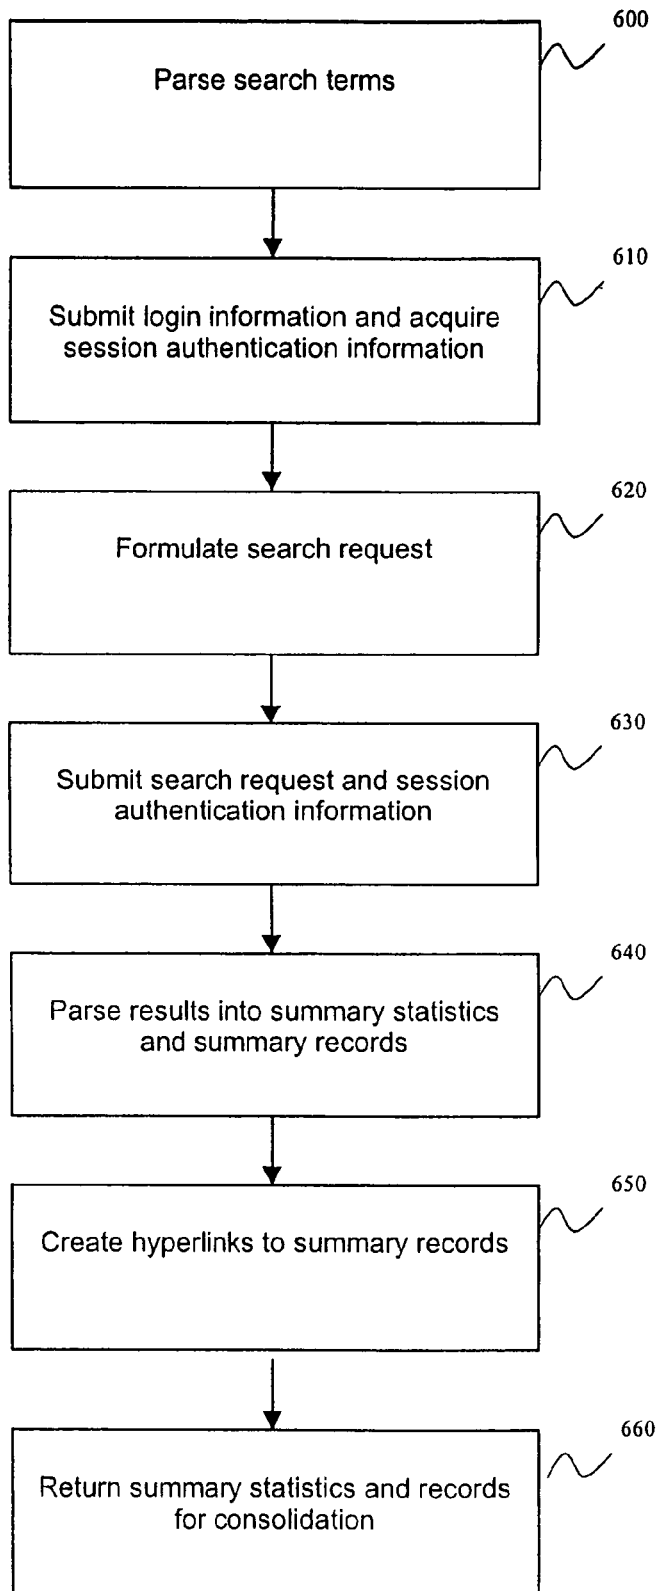 600
Parse search terms
610
Submit login information and acquire
session authentication information
620
Formulate search request
630
Submit search request and session
authentication information
640
Parse results into summary statistics
and summary records
650
Create hyperlinks to summary records
660
Return summary statistics and records
for consolidation